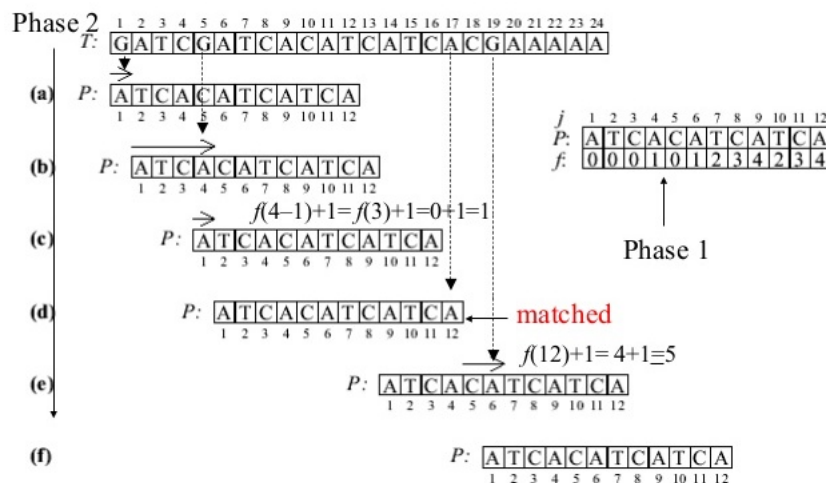 Phase 2
1 2 3 4 5 6 7 8 9 10 11 12 13 14 15 16 17 18 19 20 21 22 23 24
T: G A T C G A T C A C A T C A T C A C G A A A A A
(a) P: A T C A C A T C A T C A
1 2 3 4 5 6 7 8 9 10 11 12
j 1 2 3 4 5 6 7 8 9 10 11 12
P: A T C A C A T C A T C A
f: 0 0 0 1 0 1 2 3 4 2 3 4
Phase 1
(b) P: A T C A C A T C A T C A
1 2 3 4 5 6 7 8 9 10 11 12
f(4–1)+1= f(3)+1=0+1=1
(c) P: A T C A C A T C A T C A
1 2 3 4 5 6 7 8 9 10 11 12
(d) P: A T C A C A T C A T C A matched
1 2 3 4 5 6 7 8 9 10 11 12
f(12)+1= 4+1=5
(e) P: A T C A C A T C A T C A
1 2 3 4 5 6 7 8 9 10 11 12
(f) P: A T C A C A T C A T C A
1 2 3 4 5 6 7 8 9 10 11 12